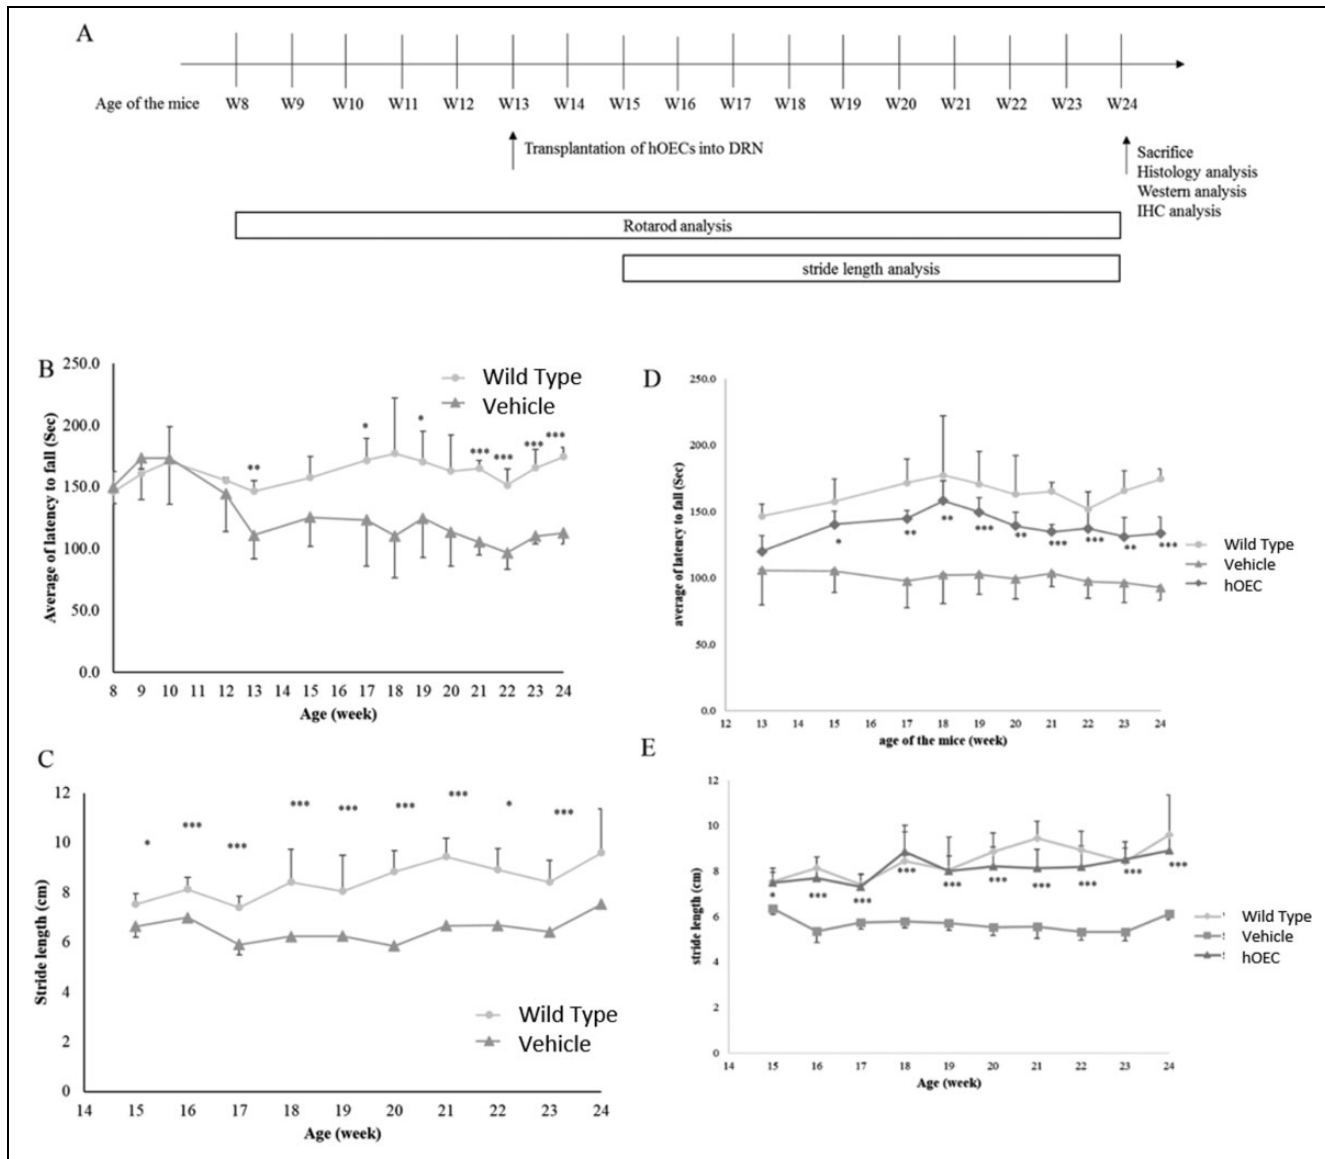 A
Age of the mice W8 W9 W10 W11 W12 W13 W14 W15 W16 W17 W18 W19 W20 W21 W22 W23 W24
Transplantation of hOECs into DRN
Sacrifice
Histology analysis
Western analysis
IHC analysis
Rotarod analysis
stride length analysis
B
250.0
200.0
150.0
100.0
50.0
0.0
Average of latency to fall (Sec)
Wild Type
Vehicle
** * * *** *** *** ***
8 9 10 11 12 13 14 15 16 17 18 19 20 21 22 23 24
Age (week)
C
12
10
8
6
4
2
0
Stride length (cm)
* *** *** *** *** *** *** * ***
Wild Type
Vehicle
14 15 16 17 18 19 20 21 22 23 24
Age (week)
D
250.0
200.0
150.0
100.0
50.0
0.0
average of latency to fall (Sec)
* ** ** *** ** *** *** ** ***
Wild Type
Vehicle
hOEC
12 13 14 15 16 17 18 19 20 21 22 23 24
age of the mice (week)
E
12
10
8
6
4
2
0
stride length (cm)
* *** *** *** *** *** *** *** *** ***
Wild Type
Vehicle
hOEC
14 15 16 17 18 19 20 21 22 23 24
Age (week)